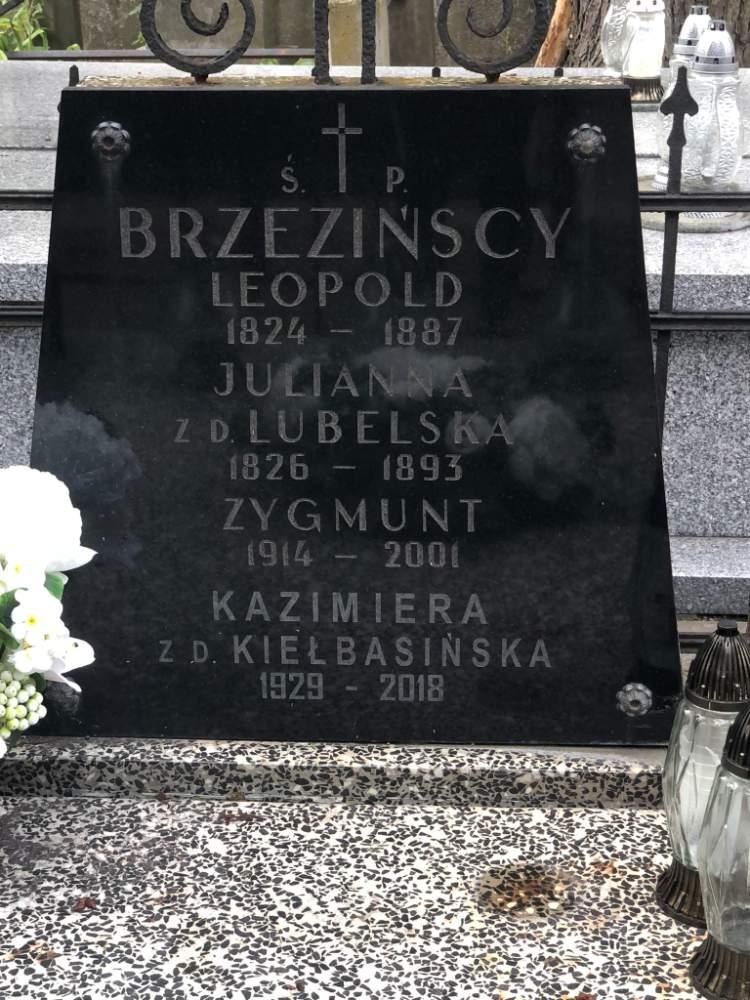 Ś. P.
BRZEZIŃSCY
LEOPOLD
1824 – 1887
JULIANNA
Z D. LUBELSKA
1826 – 1893
ZYGMUNT
1914 – 2001
KAZIMIERA
Z D. KIEŁBASIŃSKA
1929 - 2018